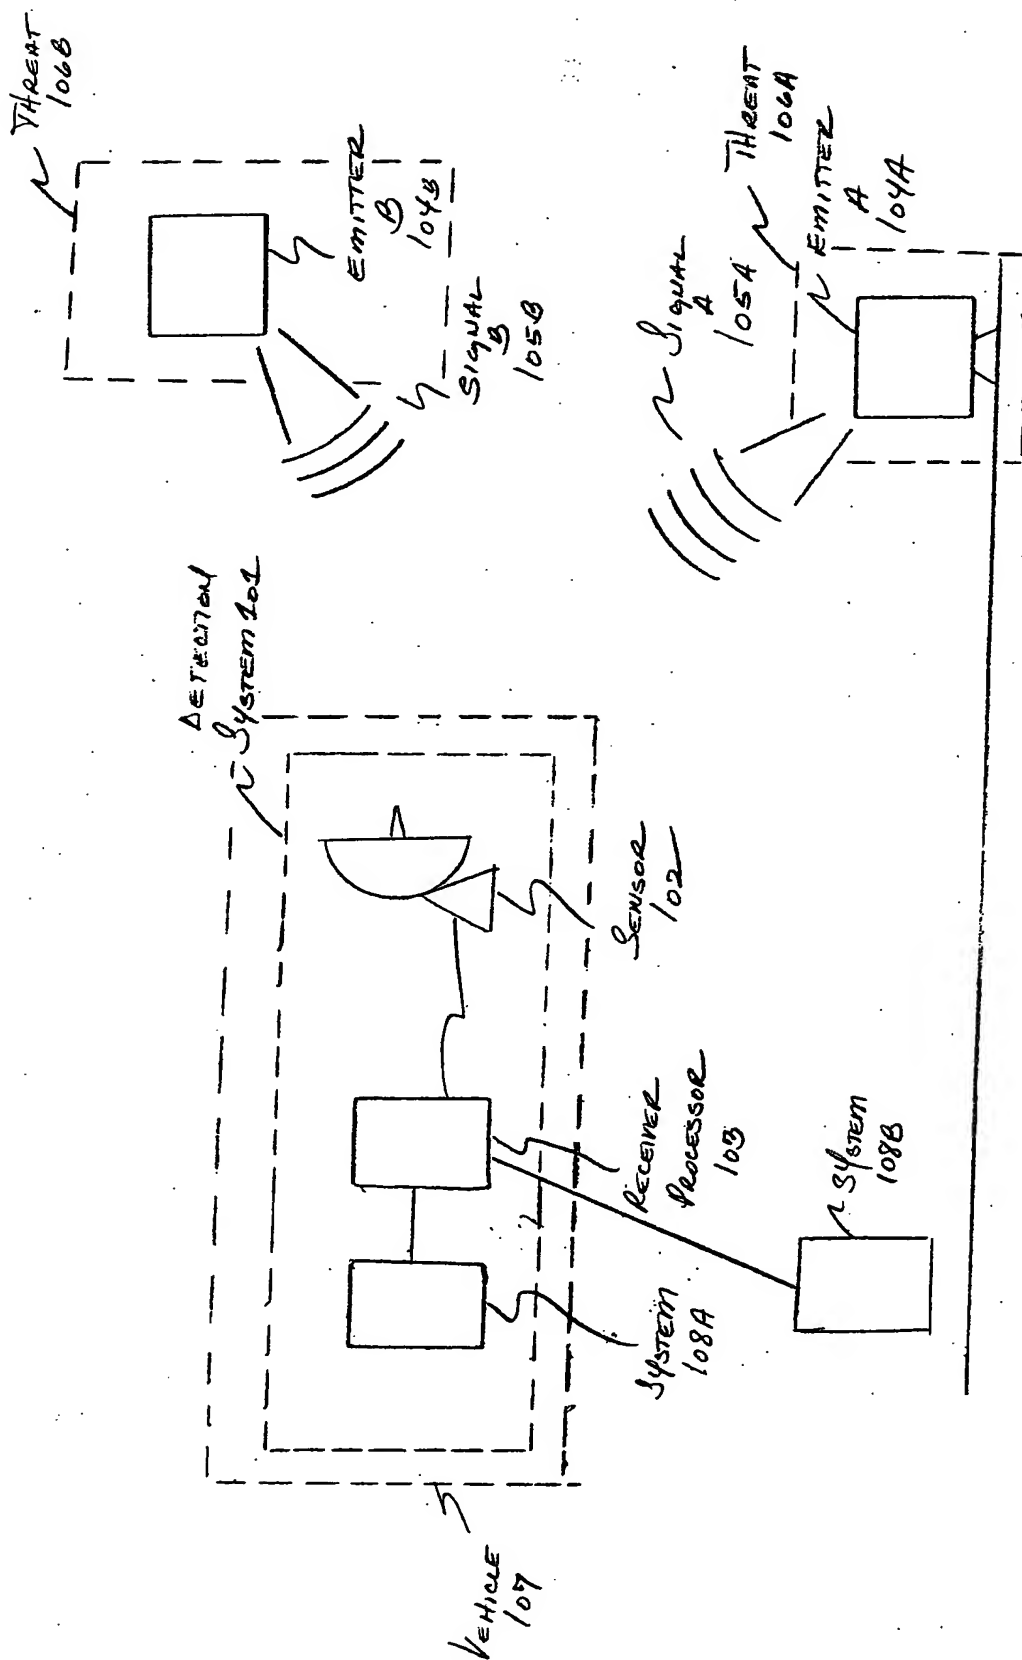 THREAT
106B
EMITTER
B
104B
SIGNAL
B
105B
DETECTION
SYSTEM 101
SENSOR
102
RECEIVER
PROCESSOR
103
SYSTEM
108A
VEHICLE
107
SYSTEM
108B
SIGNAL
A
105A
THREAT
106A
EMITTER
A
104A